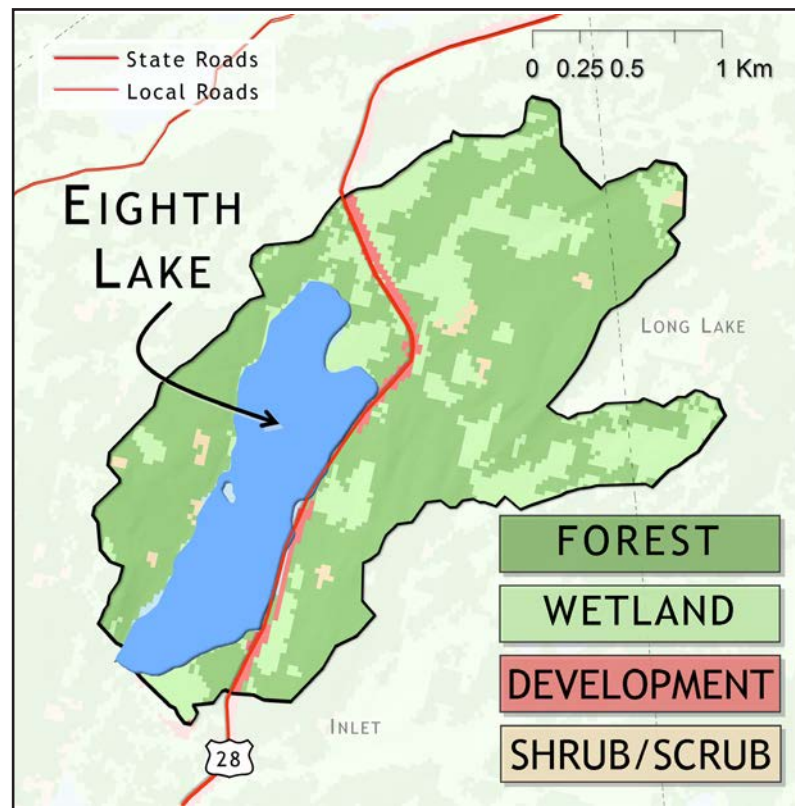 State Roads
Local Roads
0 0.25 0.5 1 Km
EIGHTH
LAKE
LONG LAKE
FOREST
WETLAND
DEVELOPMENT
SHRUB/SCRUB
INLET
28